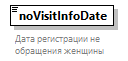 noVisitInfoDate
Дата регистрации не
обращения женщины